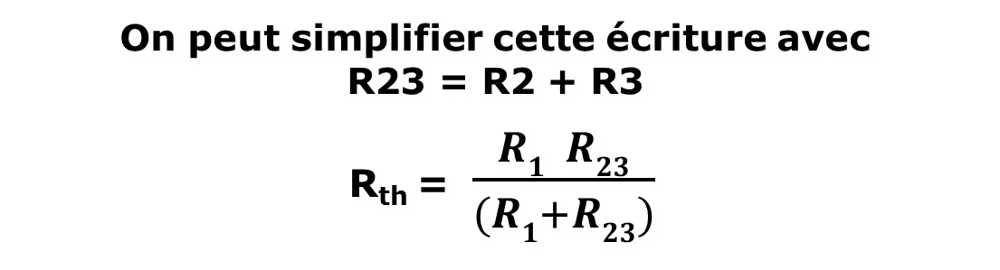 On peut simplifier cette écriture avec
R23 = R2 + R3
R₁ R₂₃
Rth =
(R₁+R₂₃)